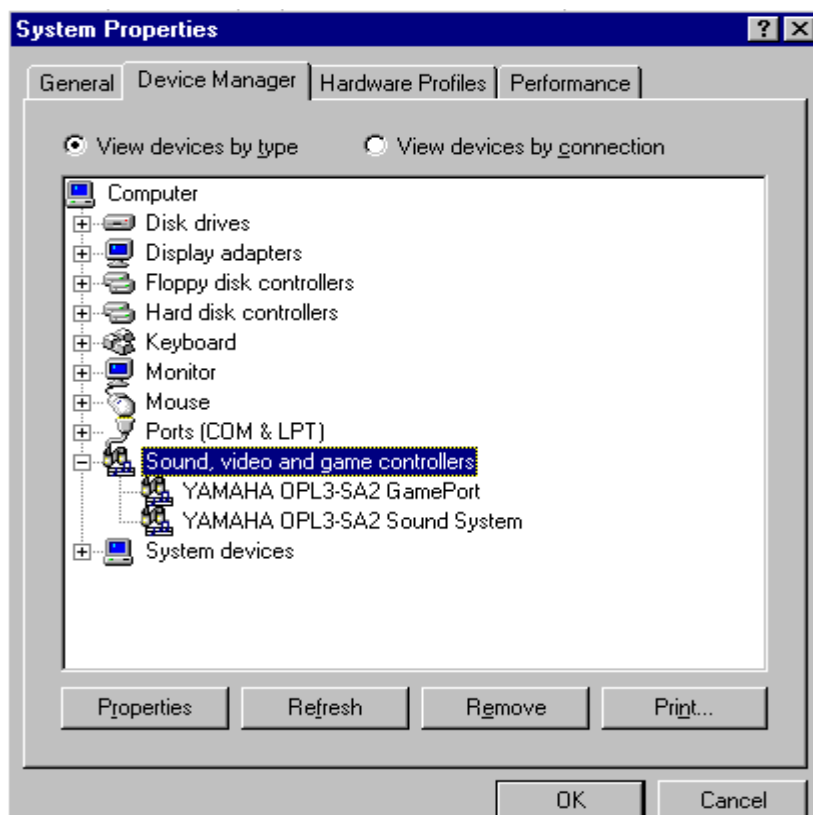 System Properties
General Device Manager Hardware Profiles Performance
View devices by type View devices by connection
Computer
Disk drives
Display adapters
Floppy disk controllers
Hard disk controllers
Keyboard
Monitor
Mouse
Ports (COM & LPT)
Sound, video and game controllers
YAMAHA OPL3-SA2 GamePort
YAMAHA OPL3-SA2 Sound System
System devices
Properties Refresh Remove Print...
OK Cancel